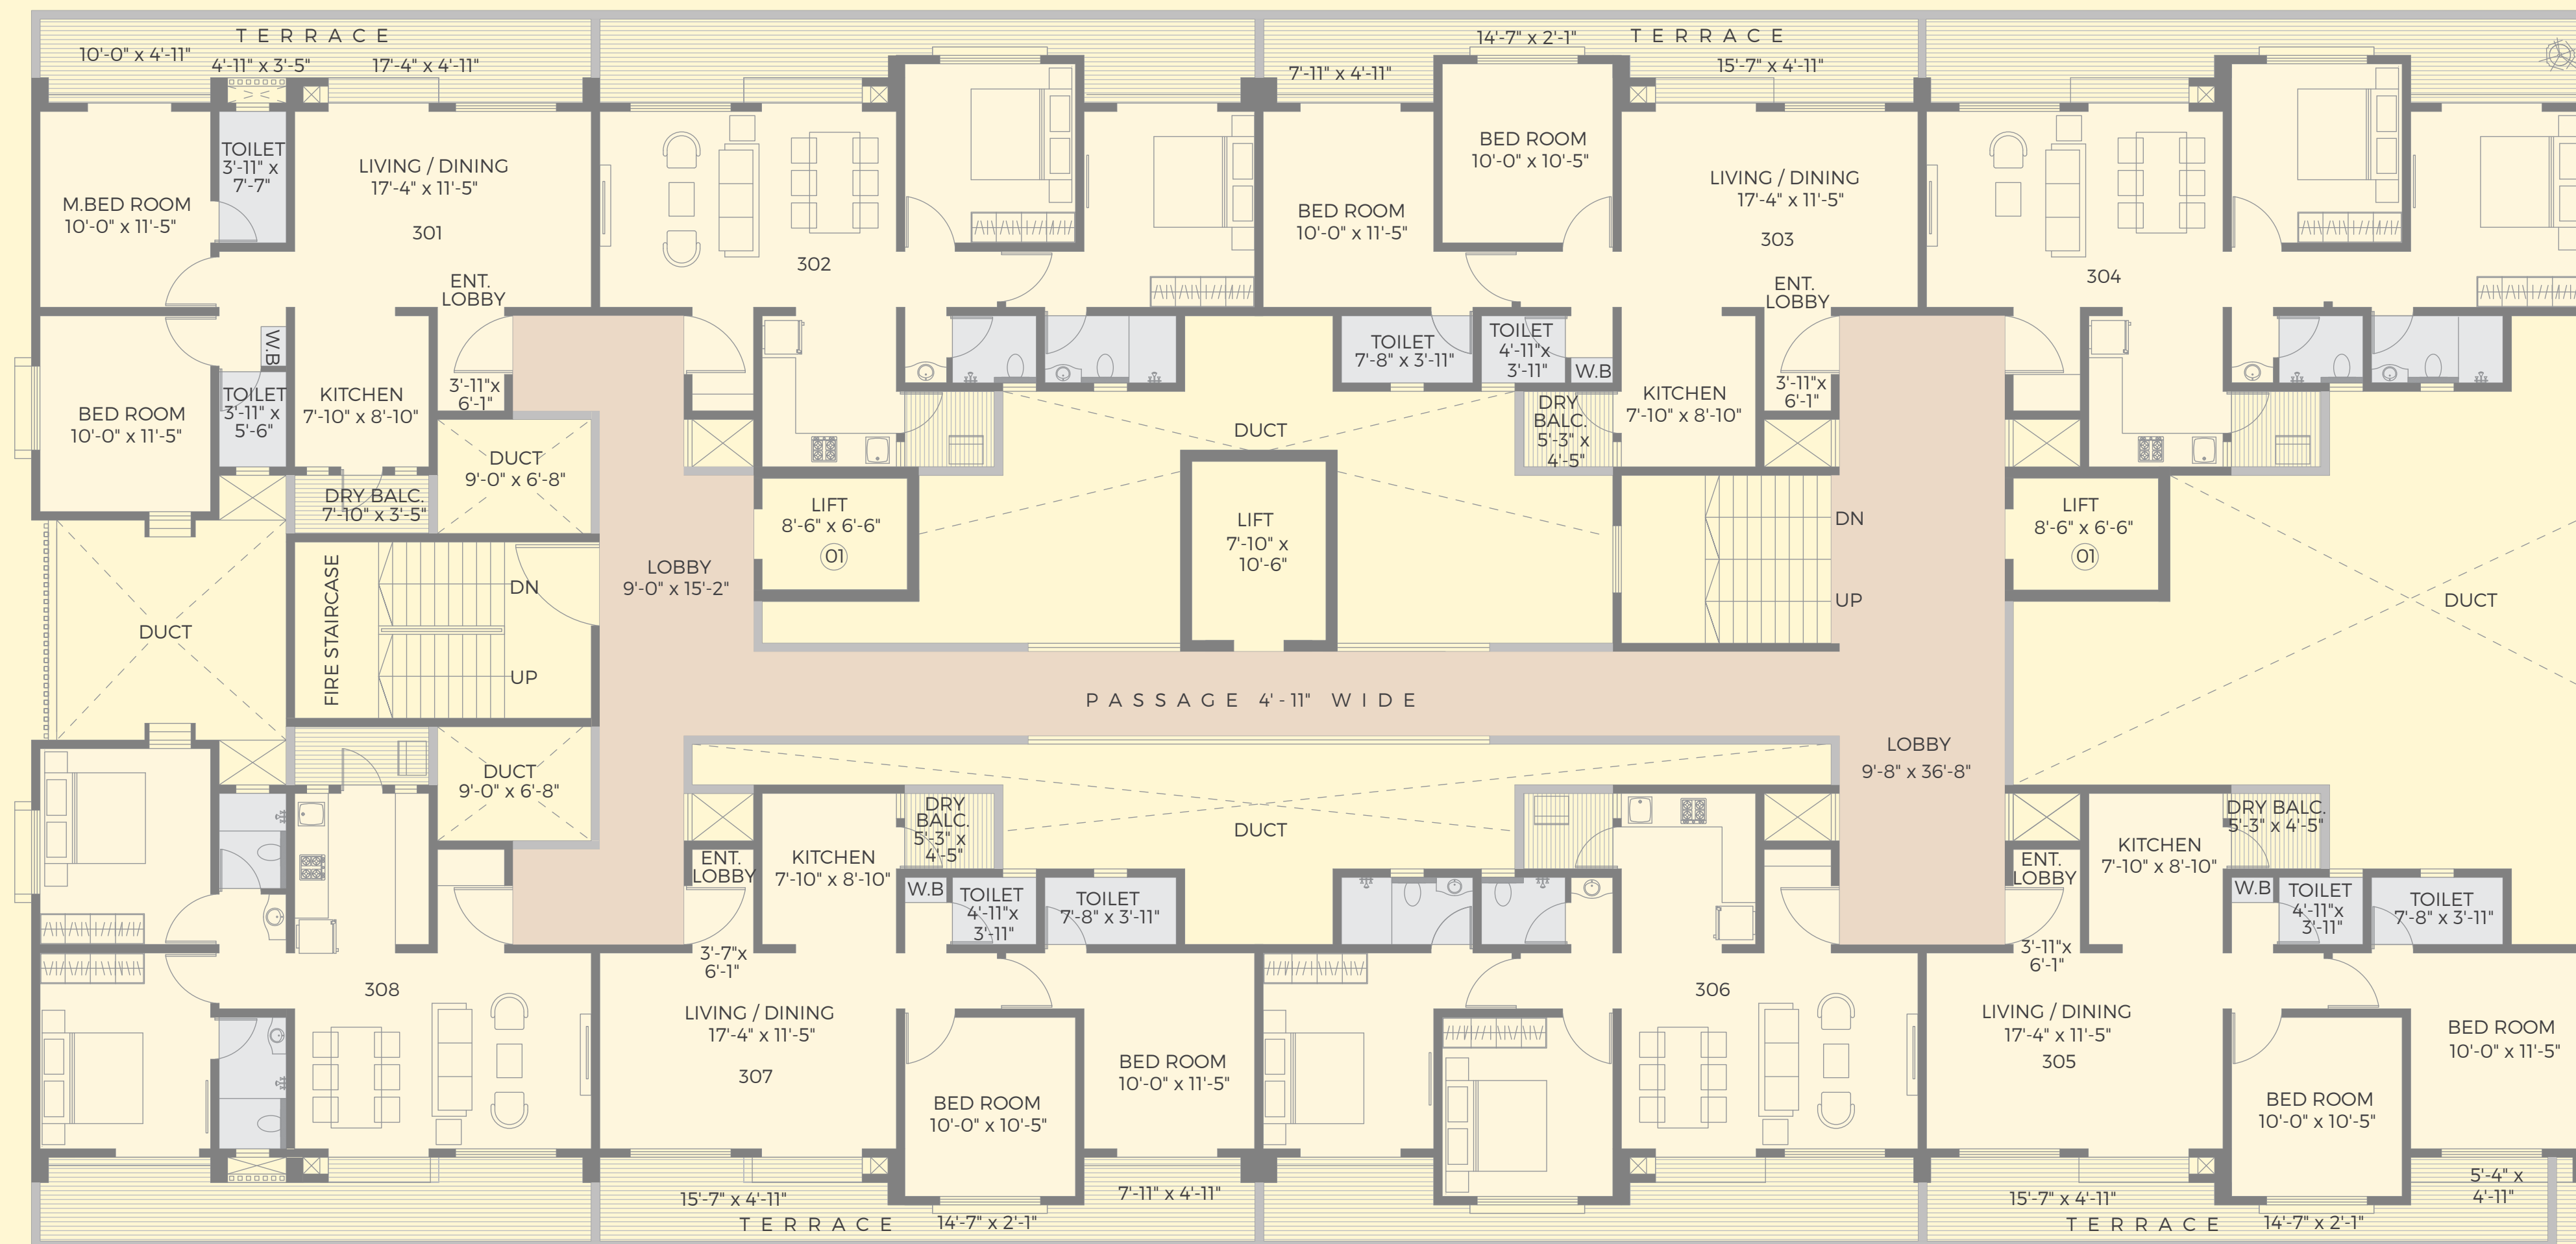 TERRACE
10'-0" x 4'-11"
4'-11" x 3'-5"
17'-4" x 4'-11"
TOILET
3'-11" x
7'-7"
LIVING / DINING
17'-4" x 11'-5"
M.BED ROOM
10'-0" x 11'-5"
301
ENT.
LOBBY
W.B
BED ROOM
10'-0" x 11'-5"
TOILET
3'-11" x
5'-6"
KITCHEN
7'-10" x 8'-10"
3'-11"x
6'-1"
DUCT
9'-0" x 6'-8"
DRY BALC.
7'-10" x 3'-5"
302
14'-7" x 2'-1"
TERRACE
7'-11" x 4'-11"
15'-7" x 4'-11"
BED ROOM
10'-0" x 10'-5"
BED ROOM
10'-0" x 11'-5"
LIVING / DINING
17'-4" x 11'-5"
303
ENT.
LOBBY
TOILET
7'-8" x 3'-11"
TOILET
4'-11"x
3'-11"
W.B
KITCHEN
7'-10" x 8'-10"
3'-11"x
6'-1"
DRY
BALC.
5'-3" x
4'-5"
304
DUCT
LIFT
8'-6" x 6'-6"
01
LIFT
7'-10" x
10'-6"
DN
UP
LIFT
8'-6" x 6'-6"
01
DUCT
LOBBY
9'-0" x 15'-2"
FIRE STAIRCASE
DN
UP
DUCT
PASSAGE 4'-11" WIDE
LOBBY
9'-8" x 36'-8"
DUCT
9'-0" x 6'-8"
308
ENT.
LOBBY
KITCHEN
7'-10" x 8'-10"
DRY
BALC.
5'-3" x
4'-5"
DUCT
W.B
TOILET
4'-11"x
3'-11"
TOILET
7'-8" x 3'-11"
3'-7"x
6'-1"
LIVING / DINING
17'-4" x 11'-5"
307
BED ROOM
10'-0" x 11'-5"
BED ROOM
10'-0" x 10'-5"
15'-7" x 4'-11"
7'-11" x 4'-11"
TERRACE
14'-7" x 2'-1"
306
ENT.
LOBBY
KITCHEN
7'-10" x 8'-10"
DRY BALC.
5'-3" x 4'-5"
W.B
TOILET
4'-11"x
3'-11"
TOILET
7'-8" x 3'-11"
3'-11"x
6'-1"
LIVING / DINING
17'-4" x 11'-5"
305
BED ROOM
10'-0" x 11'-5"
BED ROOM
10'-0" x 10'-5"
15'-7" x 4'-11"
5'-4" x
4'-11"
TERRACE
14'-7" x 2'-1"